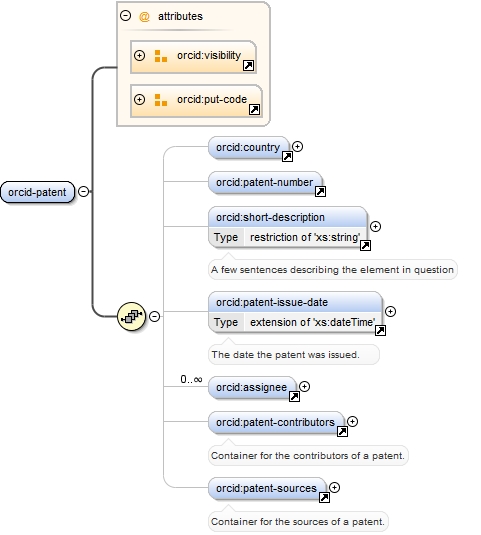 @ attributes
orcid:visibility
orcid:put-code
orcid:country
orcid-patent
orcid:patent-number
orcid:short-description
Type restriction of 'xs:string'
A few sentences describing the element in question
orcid:patent-issue-date
Type extension of 'xs:dateTime'
The date the patent was issued.
0..∞
orcid:assignee
orcid:patent-contributors
Container for the contributors of a patent.
orcid:patent-sources
Container for the sources of a patent.